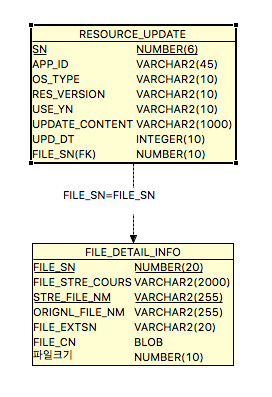 RESOURCE_UPDATE
SN NUMBER(6)
APP_ID VARCHAR2(45)
OS_TYPE VARCHAR2(10)
RES_VERSION VARCHAR2(10)
USE_YN VARCHAR2(10)
UPDATE_CONTENT VARCHAR2(1000)
UPD_DT INTEGER(10)
FILE_SN(FK) NUMBER(10)
FILE_SN=FILE_SN
FILE_DETAIL_INFO
FILE_SN NUMBER(20)
FILE_STRE_COURS VARCHAR2(2000)
STRE_FILE_NM VARCHAR2(255)
ORIGNL_FILE_NM VARCHAR2(255)
FILE_EXTSN VARCHAR2(20)
FILE_CN BLOB
파일크기 NUMBER(10)